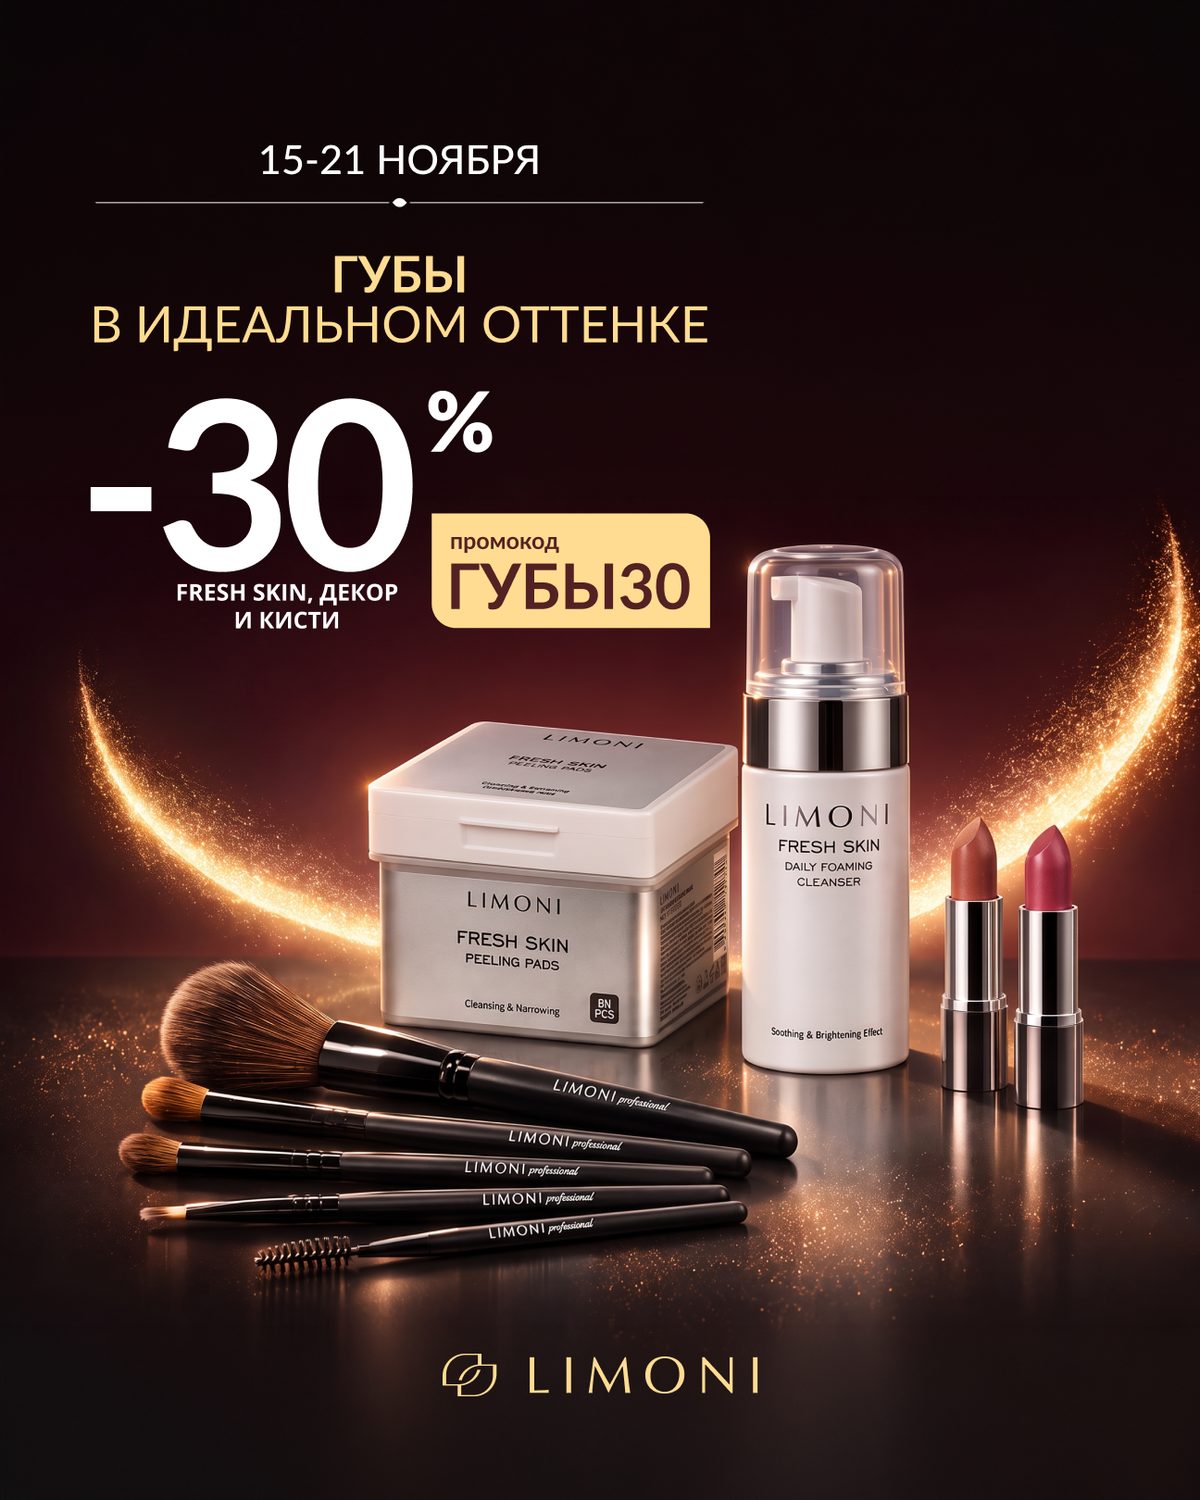 15-21 НОЯБРЯ
ГУБЫ
В ИДЕАЛЬНОМ ОТТЕНКЕ
-30%
FRESH SKIN, ДЕКОР
И КИСТИ
промокод
ГУБЫ30
LIMONI
FRESH SKIN
PEELING PADS
LIMONI
FRESH SKIN
PEELING PADS
Cleansing & Narrowing
BN
PCS
LIMONI
LIMONI
FRESH SKIN
DAILY FOAMING
CLEANSER
Soothing & Brightening Effect
LIMONI professional
LIMONI professional
LIMONI professional
LIMONI professional
LIMONI professional
LIMONI